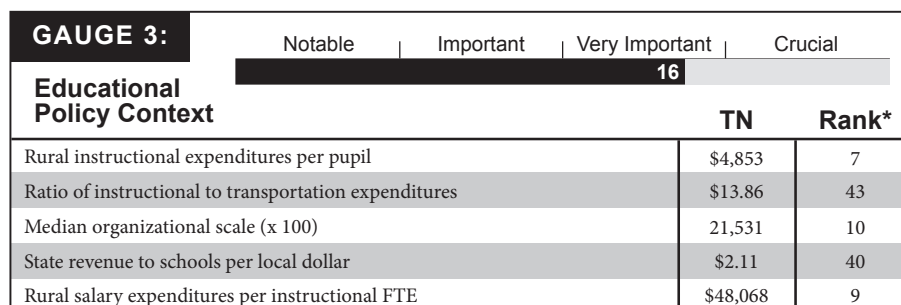 GAUGE 3:
Notable | Important | Very Important | Crucial
16
Educational
Policy Context
TN Rank*
Rural instructional expenditures per pupil $4,853 7
Ratio of instructional to transportation expenditures $13.86 43
Median organizational scale (x 100) 21,531 10
State revenue to schools per local dollar $2.11 40
Rural salary expenditures per instructional FTE $48,068 9